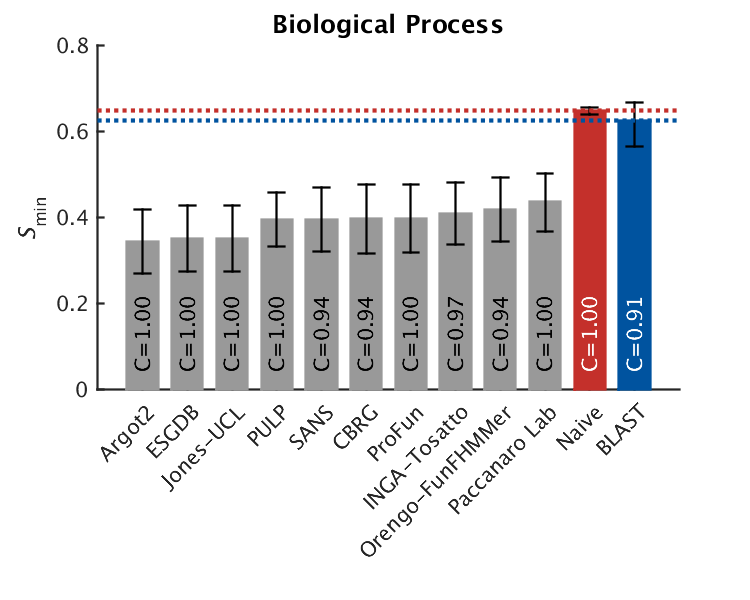 Biological Process
0.8
0.6
0.4
0.2
0
Smin
C=1.00
C=1.00
C=1.00
C=1.00
C=0.94
C=0.94
C=1.00
C=0.97
C=0.94
C=1.00
C=1.00
C=0.91
Argot2
ESGDB
Jones-UCL
PULP
SANS
CBRG
ProFun
INGA-Tosatto
Orengo-FunFHMMer
Paccanaro Lab
Naive
BLAST